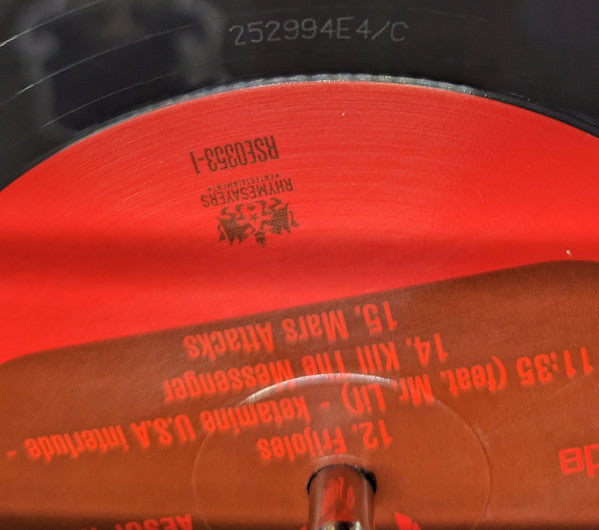 252994E4/C
AESO
12. Frijoles
11:35 (feat. Mr. Lif) - Ketamine U.S.A interlude -
14. Kill The Messenger
15. Mars Attacks
RHYMESAYERS
ENTERTAINMENT
RSE0353-1